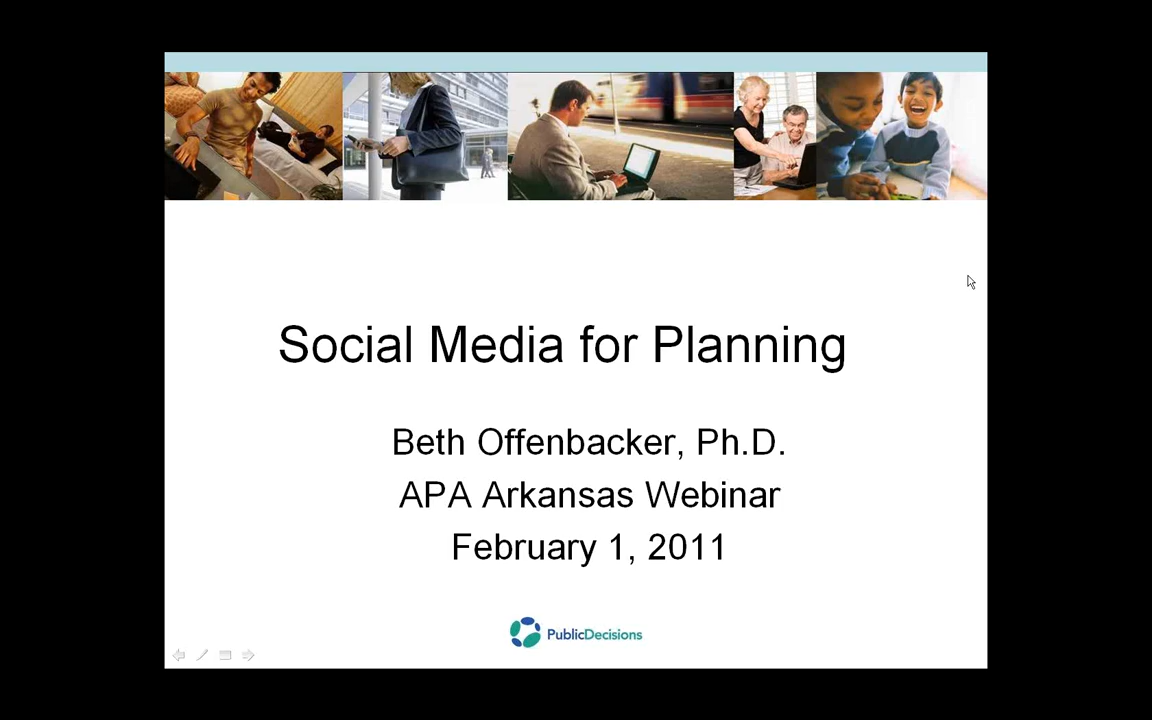 Social Media for Planning
Beth Offenbacker, Ph.D.
APA Arkansas Webinar
February 1, 2011
PublicDecisions